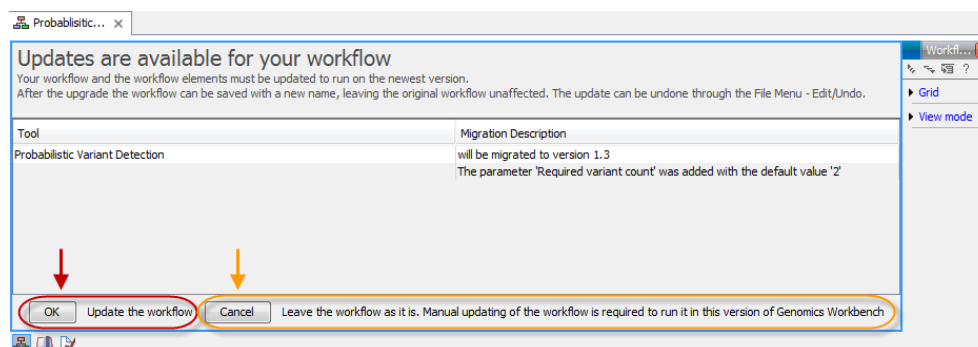 Probablisitic...
Updates are available for your workflow
Your workflow and the workflow elements must be updated to run on the newest version.
After the upgrade the workflow can be saved with a new name, leaving the original workflow unaffected. The update can be undone through the File Menu - Edit/Undo.
Tool Migration Description
Probabilistic Variant Detection will be migrated to version 1.3
The parameter 'Required variant count' was added with the default value '2'
OK Update the workflow Cancel Leave the workflow as it is. Manual updating of the workflow is required to run it in this version of Genomics Workbench
Workfl...
?
Grid
View mode